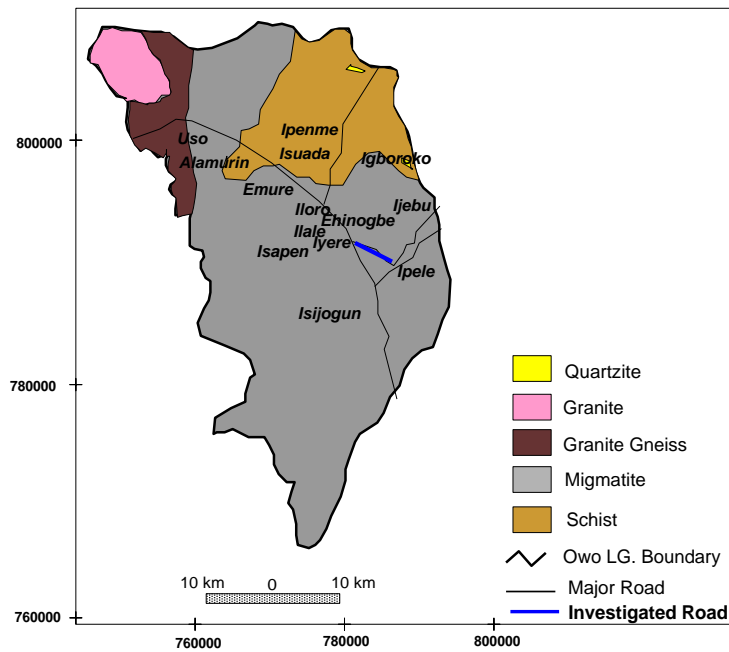 800000
780000
760000
760000
780000
800000
Uso
Alamurin
Ipenme
Isuada
Igboroko
Emure
Iloro
Ehinogbe
Ijebu
Ilale
Iyere
Isapen
Ipele
Isijogun
10 km
0
10 km
Quartzite
Granite
Granite Gneiss
Migmatite
Schist
Owo LG. Boundary
Major Road
Investigated Road